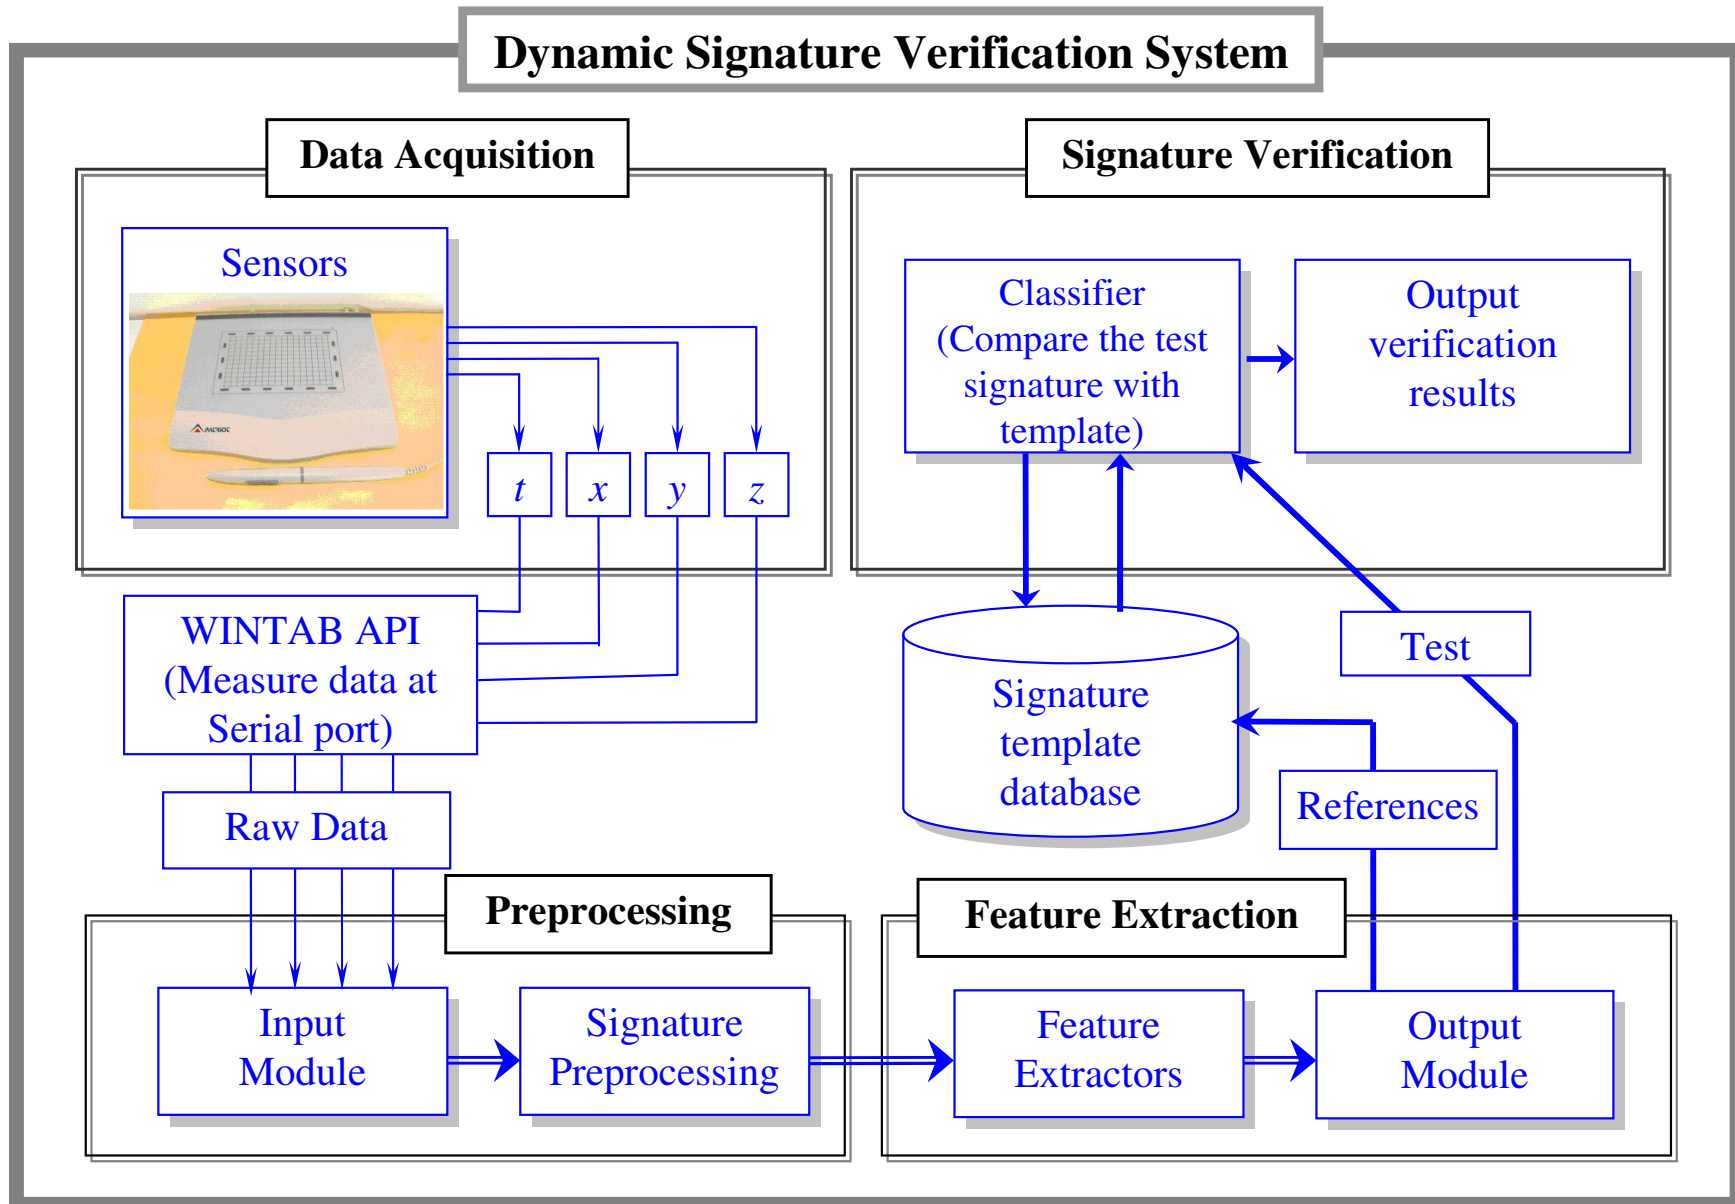 Dynamic Signature Verification System
Data Acquisition
Sensors
PATRIOT
t
x
y
z
WINTAB API
(Measure data at
Serial port)
Raw Data
Preprocessing
Input
Module
Signature
Preprocessing
Signature Verification
Classifier
(Compare the test
signature with
template)
Output
verification
results
Signature
template
database
Test
References
Feature Extraction
Feature
Extractors
Output
Module